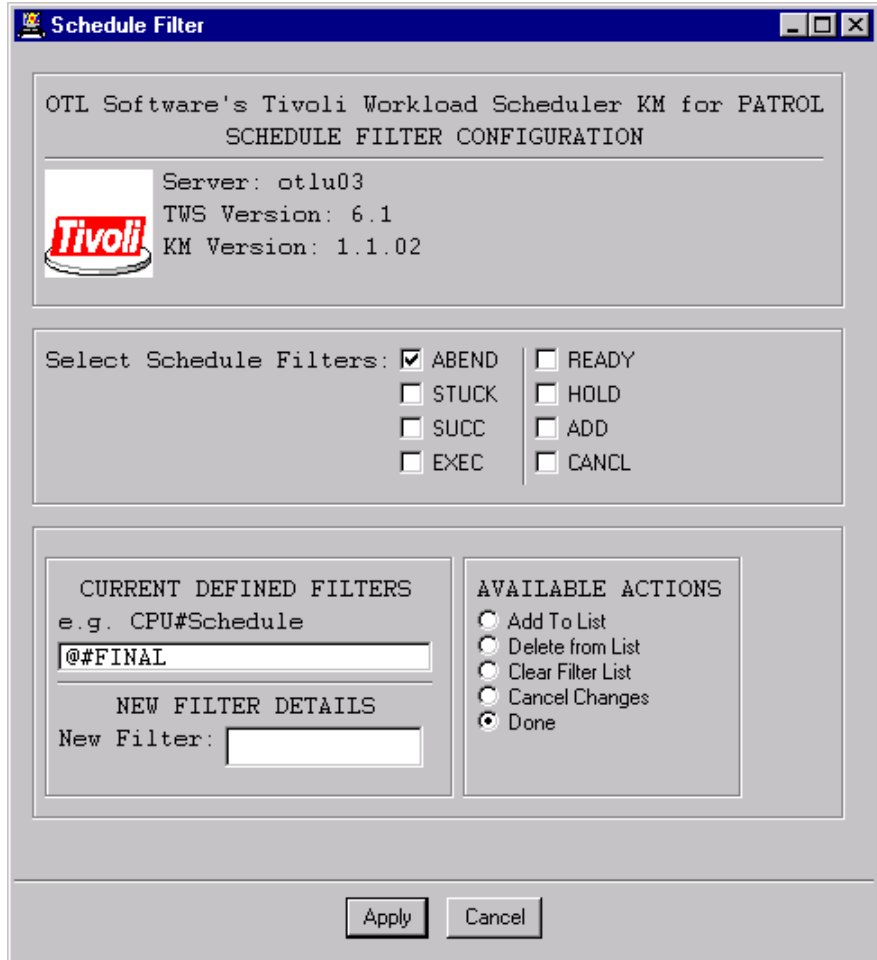 Schedule Filter
OTL Software's Tivoli Workload Scheduler KM for PATROL
SCHEDULE FILTER CONFIGURATION
Tivoli
Server: otlu03
TWS Version: 6.1
KM Version: 1.1.02
Select Schedule Filters: ABEND READY
STUCK HOLD
SUCC ADD
EXEC CANCL
CURRENT DEFINED FILTERS
e.g. CPU#Schedule
@#FINAL
NEW FILTER DETAILS
New Filter:
AVAILABLE ACTIONS
Add To List
Delete from List
Clear Filter List
Cancel Changes
Done
Apply Cancel